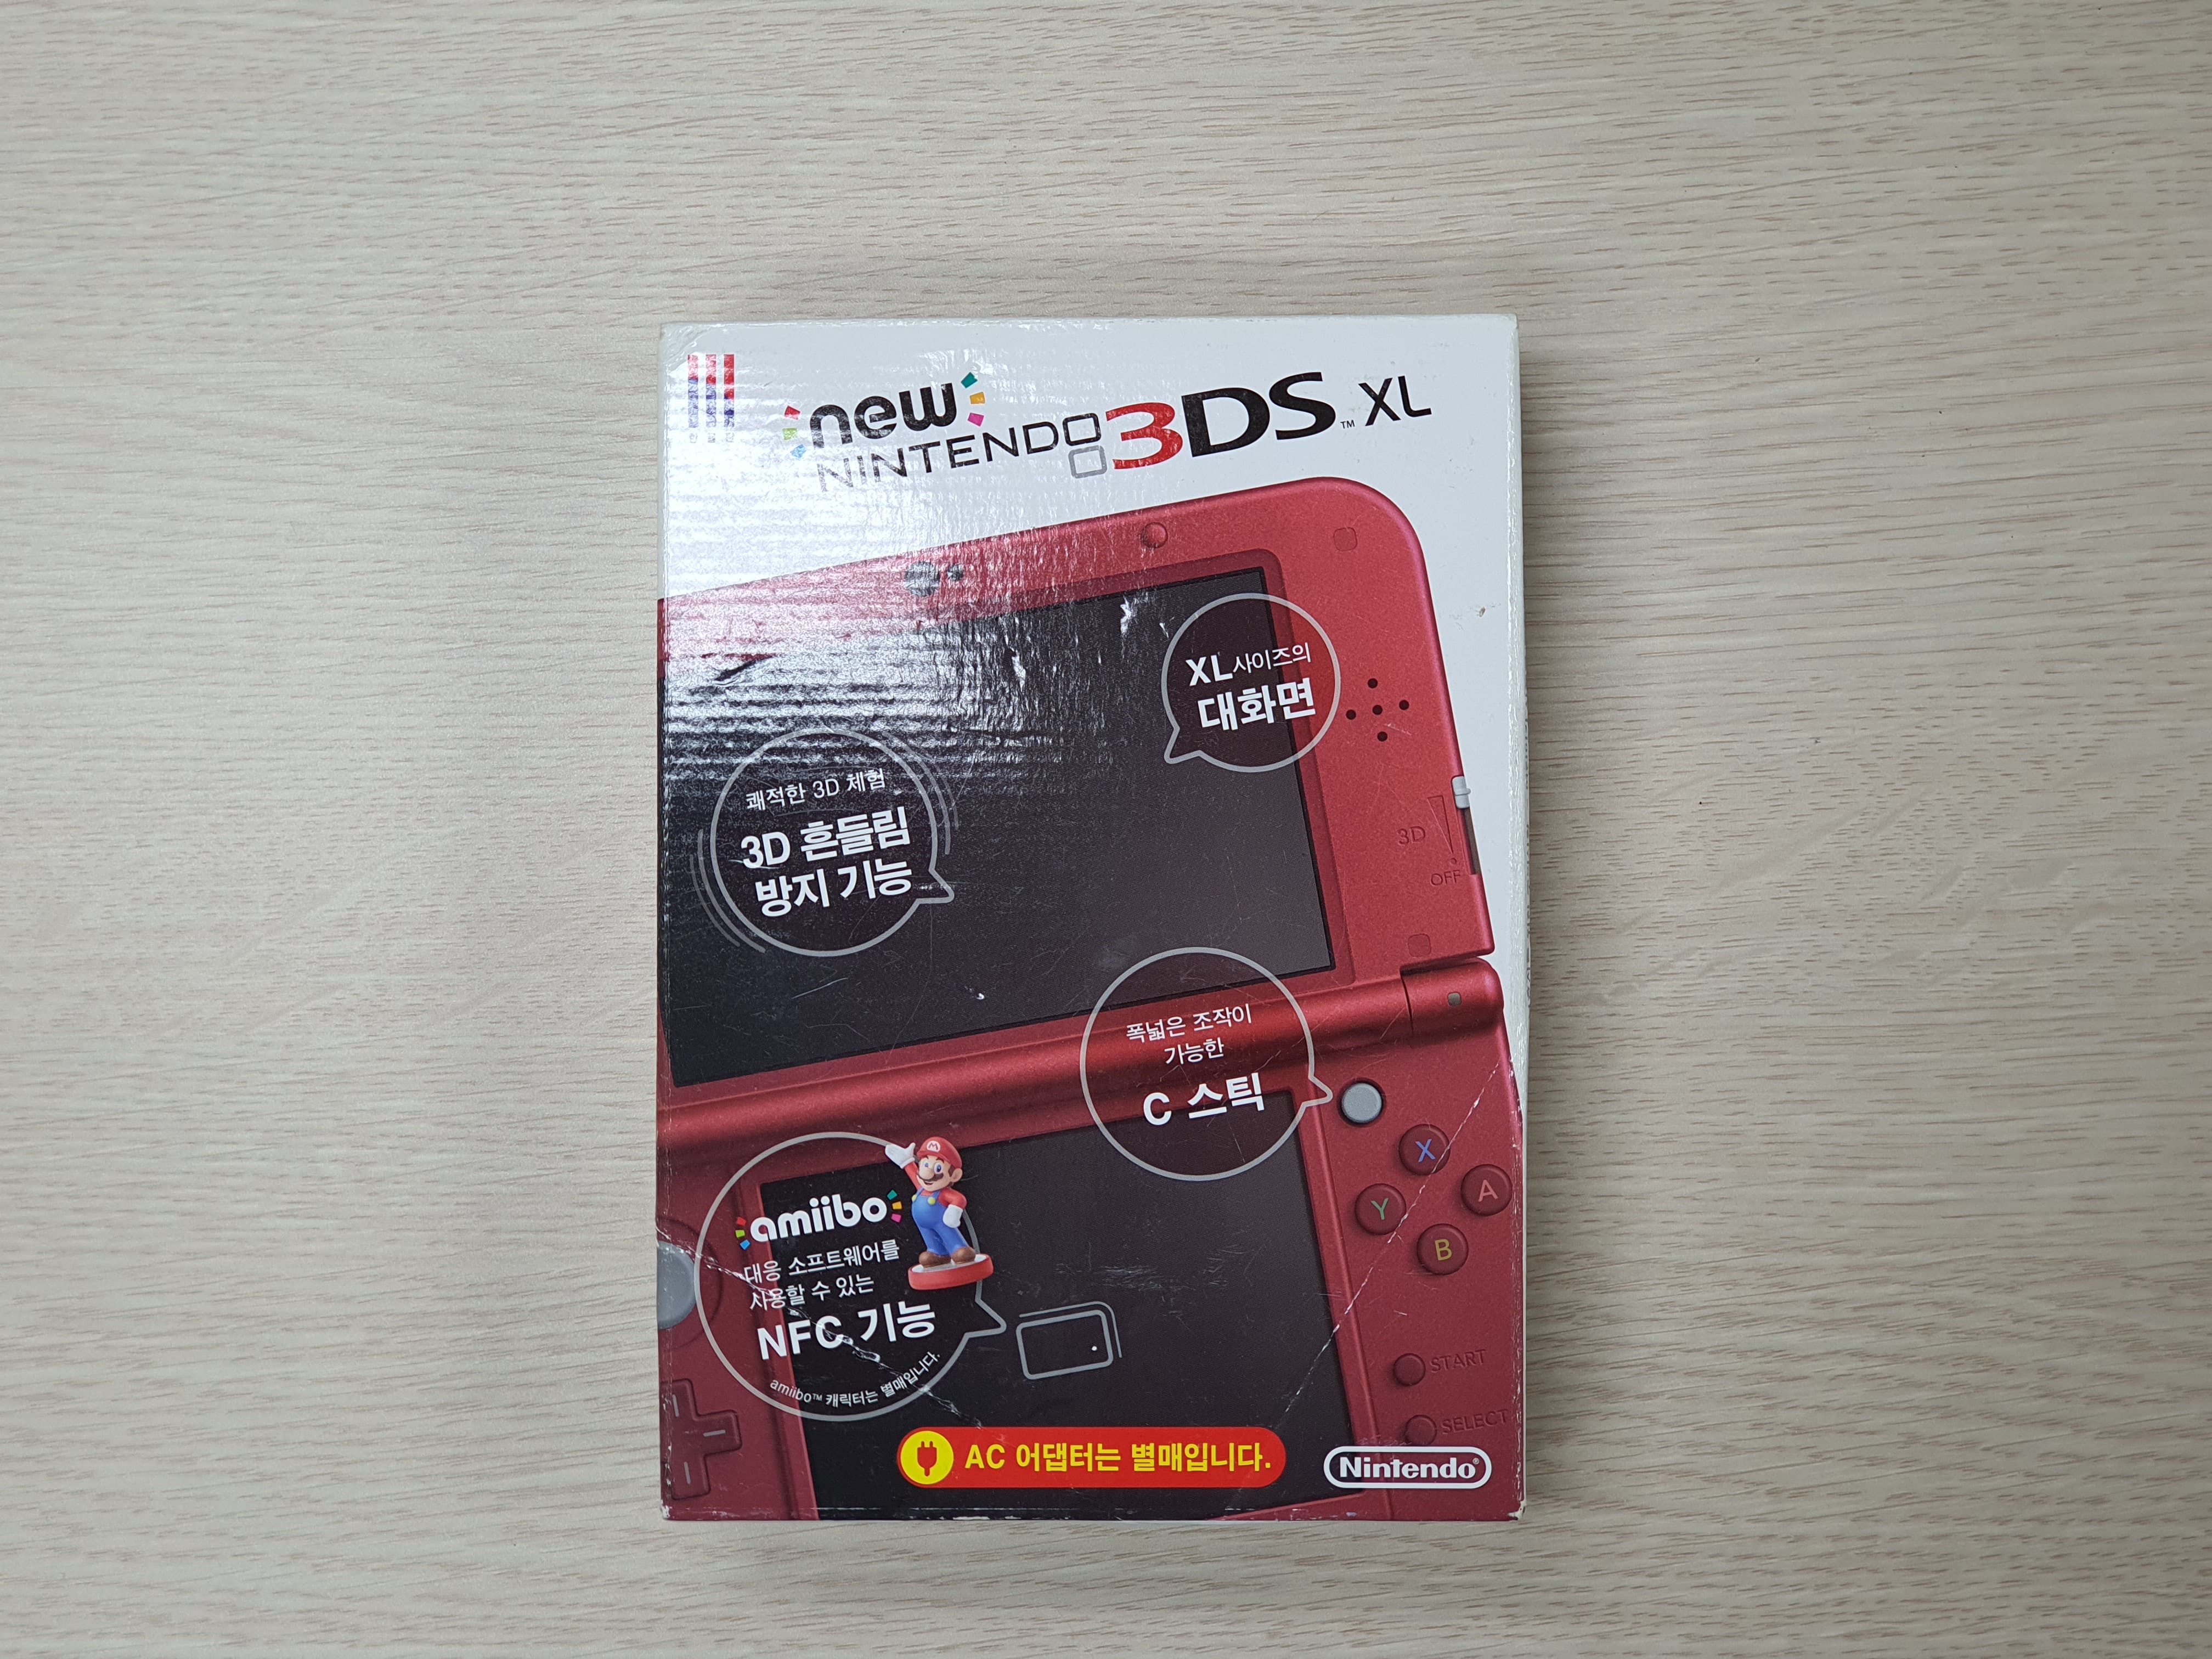 new
NINTENDO 3DS™ XL
XL사이즈의
대화면
쾌적한 3D 체험
3D 흔들림
방지 기능
3D
OFF
폭넓은 조작이
가능한
C 스틱
X
A
Y
B
amiibo
대응 소프트웨어를
사용할 수 있는
NFC 기능
amiibo™ 캐릭터는 별매입니다.
START
SELECT
AC 어댑터는 별매입니다.
Nintendo®